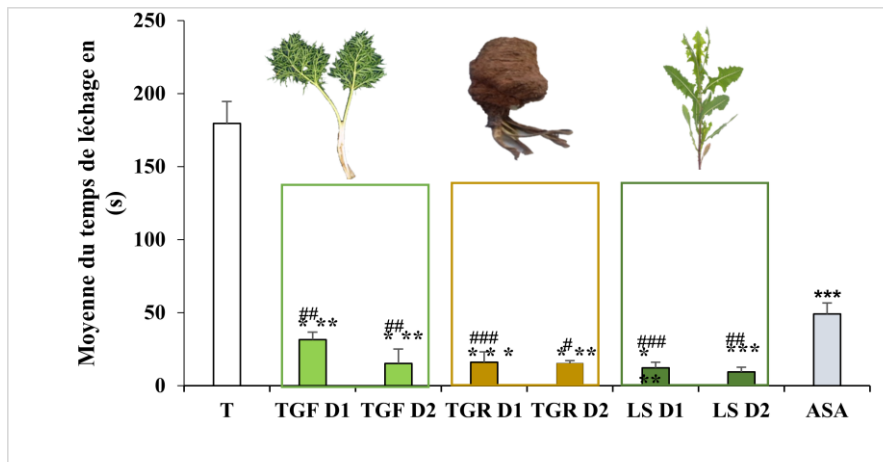 Moyenne du temps de léchage en
(s)
250
200
150
100
50
0
##
* **
##
* **
###
* * *
#
* **
###
*
**
##
***
***
T
TGF D1
TGF D2
TGR D1
TGR D2
LS D1
LS D2
ASA